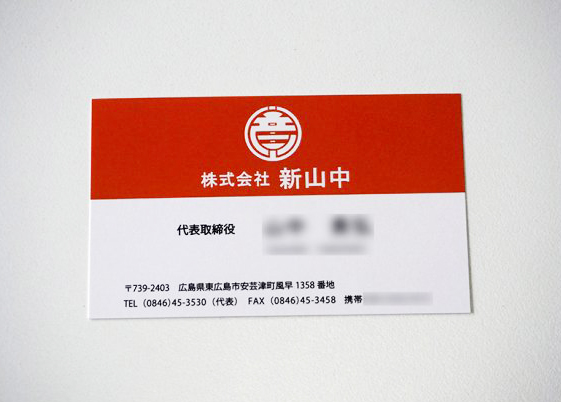 株式会社 新山中
代表取締役
〒739-2403 広島県東広島市安芸津町風早 1358 番地
TEL (0846)45-3530（代表） FAX (0846)45-3458 携帯